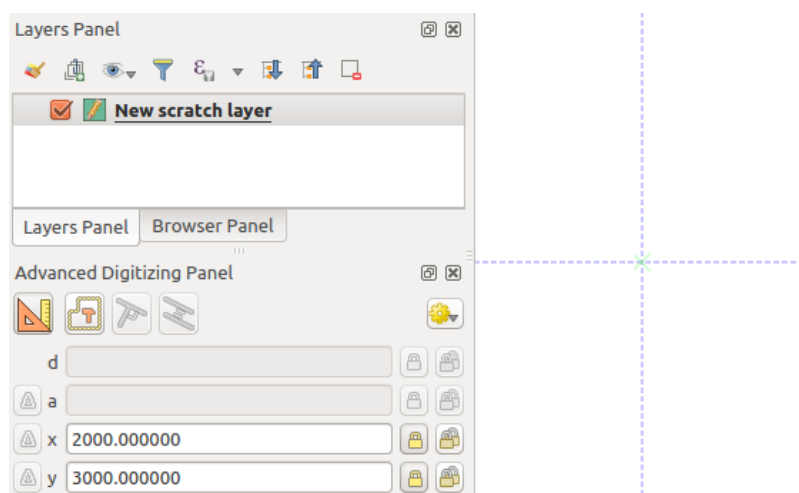 Layers Panel
New scratch layer
Layers Panel
Browser Panel
Advanced Digitizing Panel
d
a
x 2000.000000
y 3000.000000